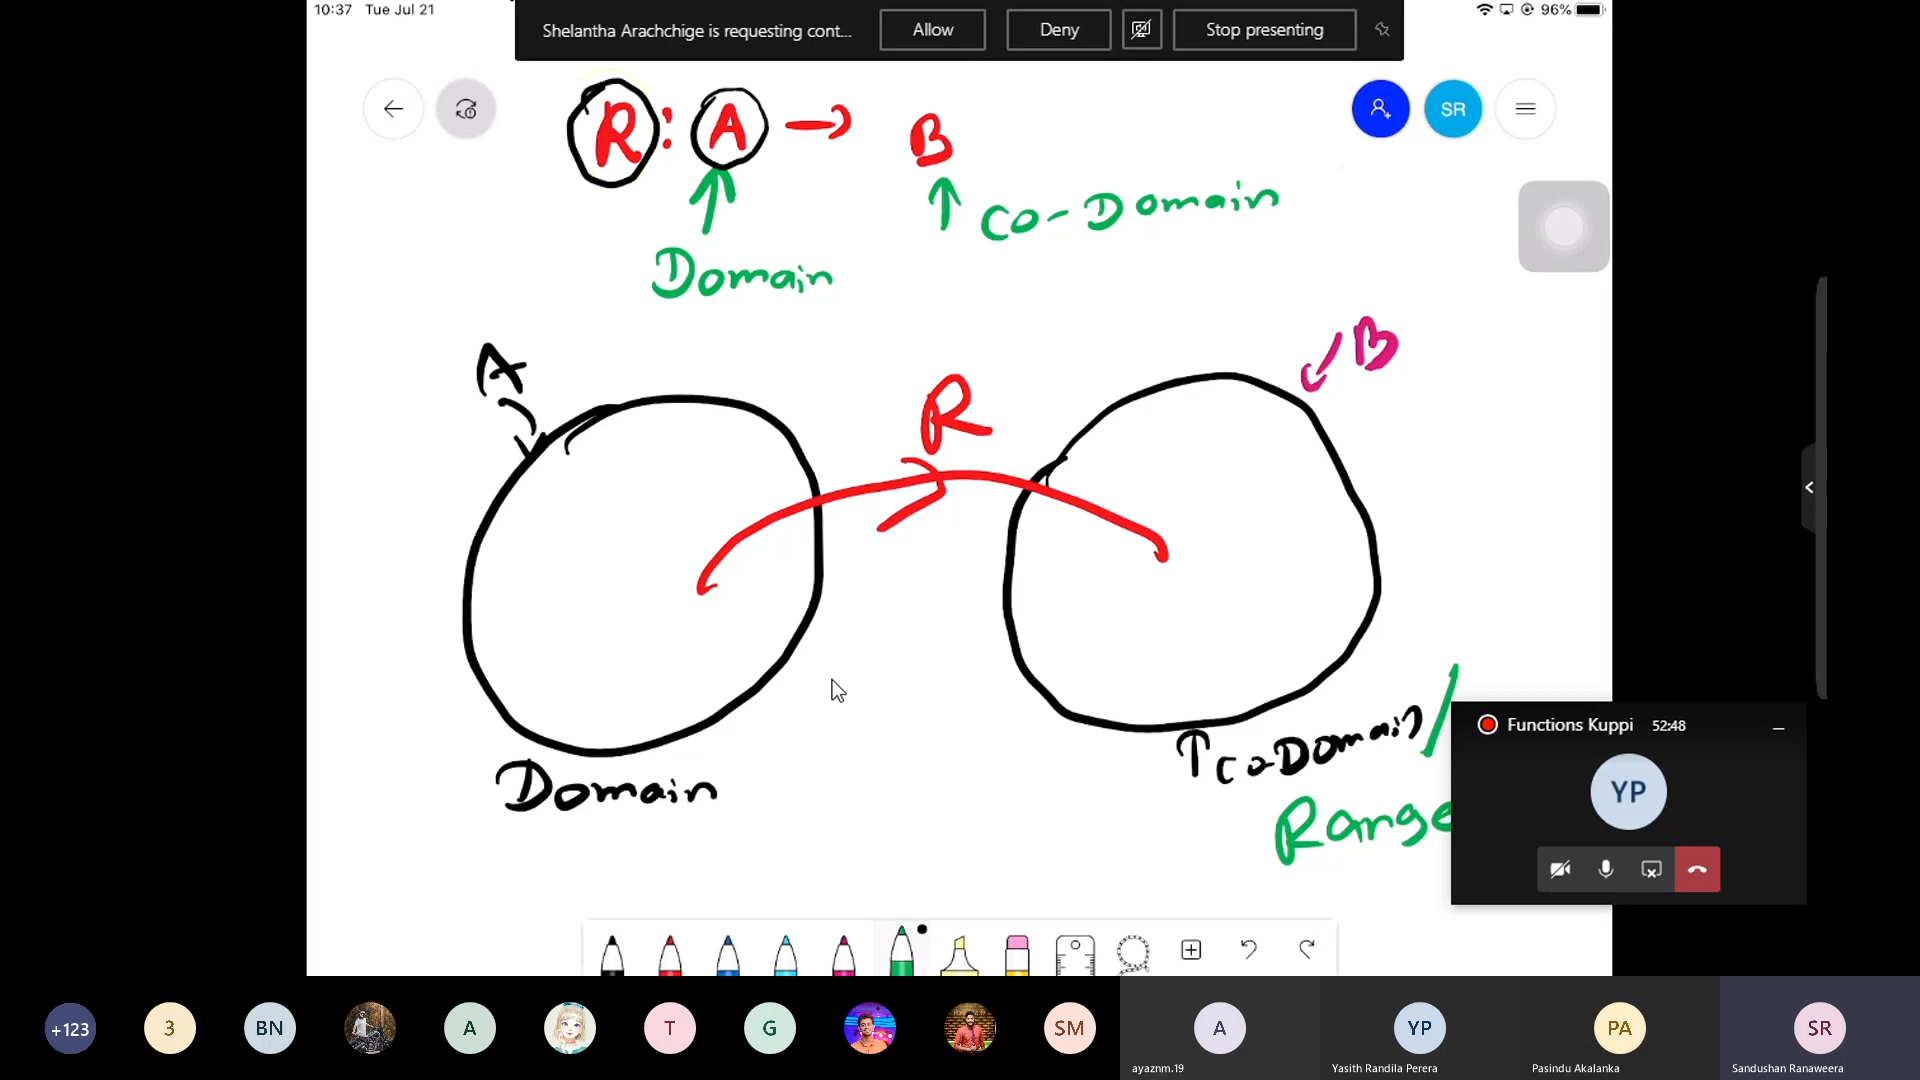 10:37 Tue Jul 21
Shelantha Arachchige is requesting cont... Allow Deny Stop presenting
96%
R: A → B
SR
↑ ↑ Co-Domain
Domain
A
B
R
Domain
↑ Co-Domain /
Range
Functions Kuppi 52:48
YP
+123 3 BN A T G SM A YP PA SR
ayaznm.19 Yasith Randila Perera Pasindu Akalanka Sandushan Ranaweera